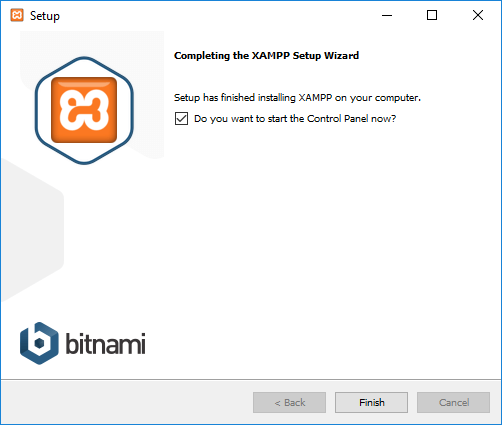 Setup
Completing the XAMPP Setup Wizard
Setup has finished installing XAMPP on your computer.
Do you want to start the Control Panel now?
bitnami
< Back
Finish
Cancel